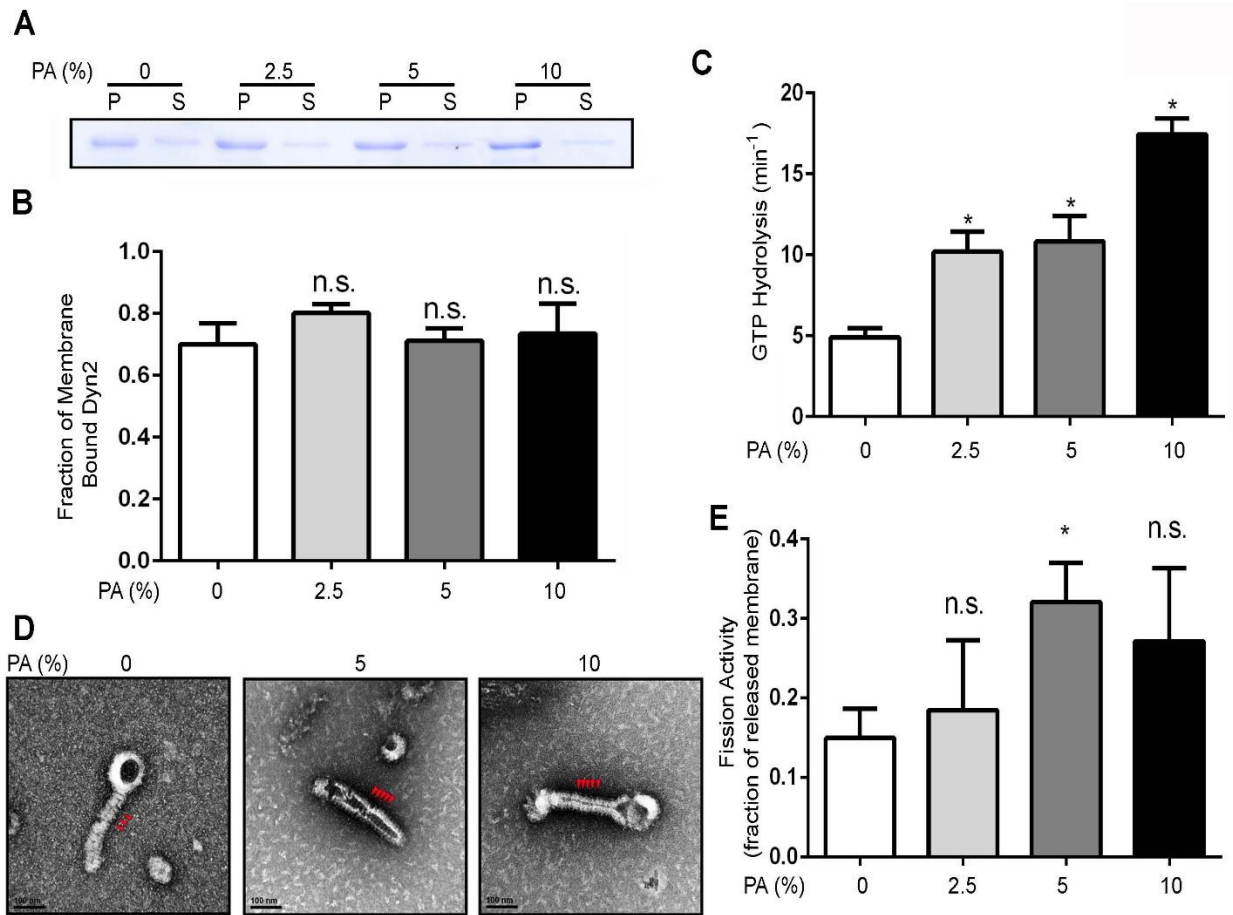 A
PA (%) 0 2.5 5 10
P S P S P S P S
B
Fraction of Membrane
Bound Dyn2
1.0
0.8
0.6
0.4
0.2
0.0
n.s. n.s. n.s.
PA (%) 0 2.5 5 10
C
GTP Hydrolysis (min⁻¹)
20
15
10
5
0
* * *
PA (%) 0 2.5 5 10
D
PA (%) 0 5 10
100 nm 100 nm 100 nm
E
Fission Activity
(fraction of released membrane)
0.4
0.3
0.2
0.1
0.0
n.s. * n.s.
PA (%) 0 2.5 5 10